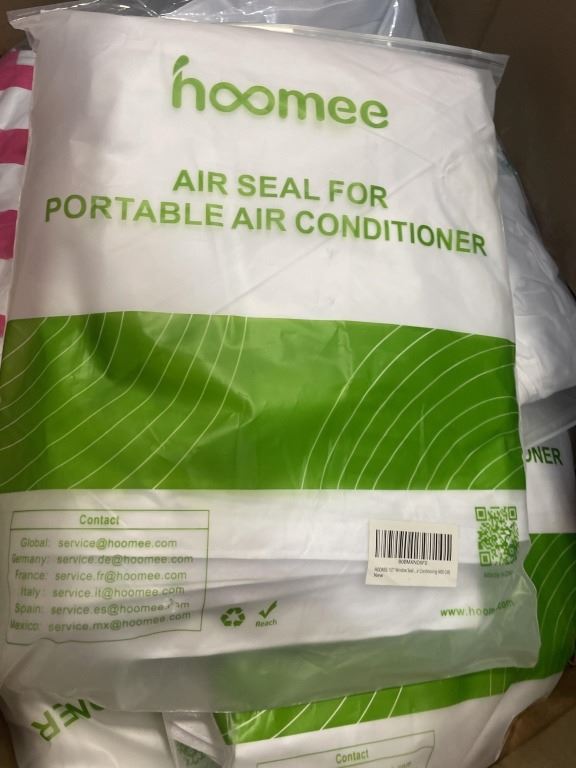 hoomee
AIR SEAL FOR
PORTABLE AIR CONDITIONER
Contact
Global: service@hoomee.com
Germany: service.de@hoomee.com
France: service.fr@hoomee.com
Italy: service.it@hoomee.com
Spain: service.es@hoomee.com
Mexico: service.mx@hoomee.com
Reach
New
www.hoomee.com
ONER
Contact